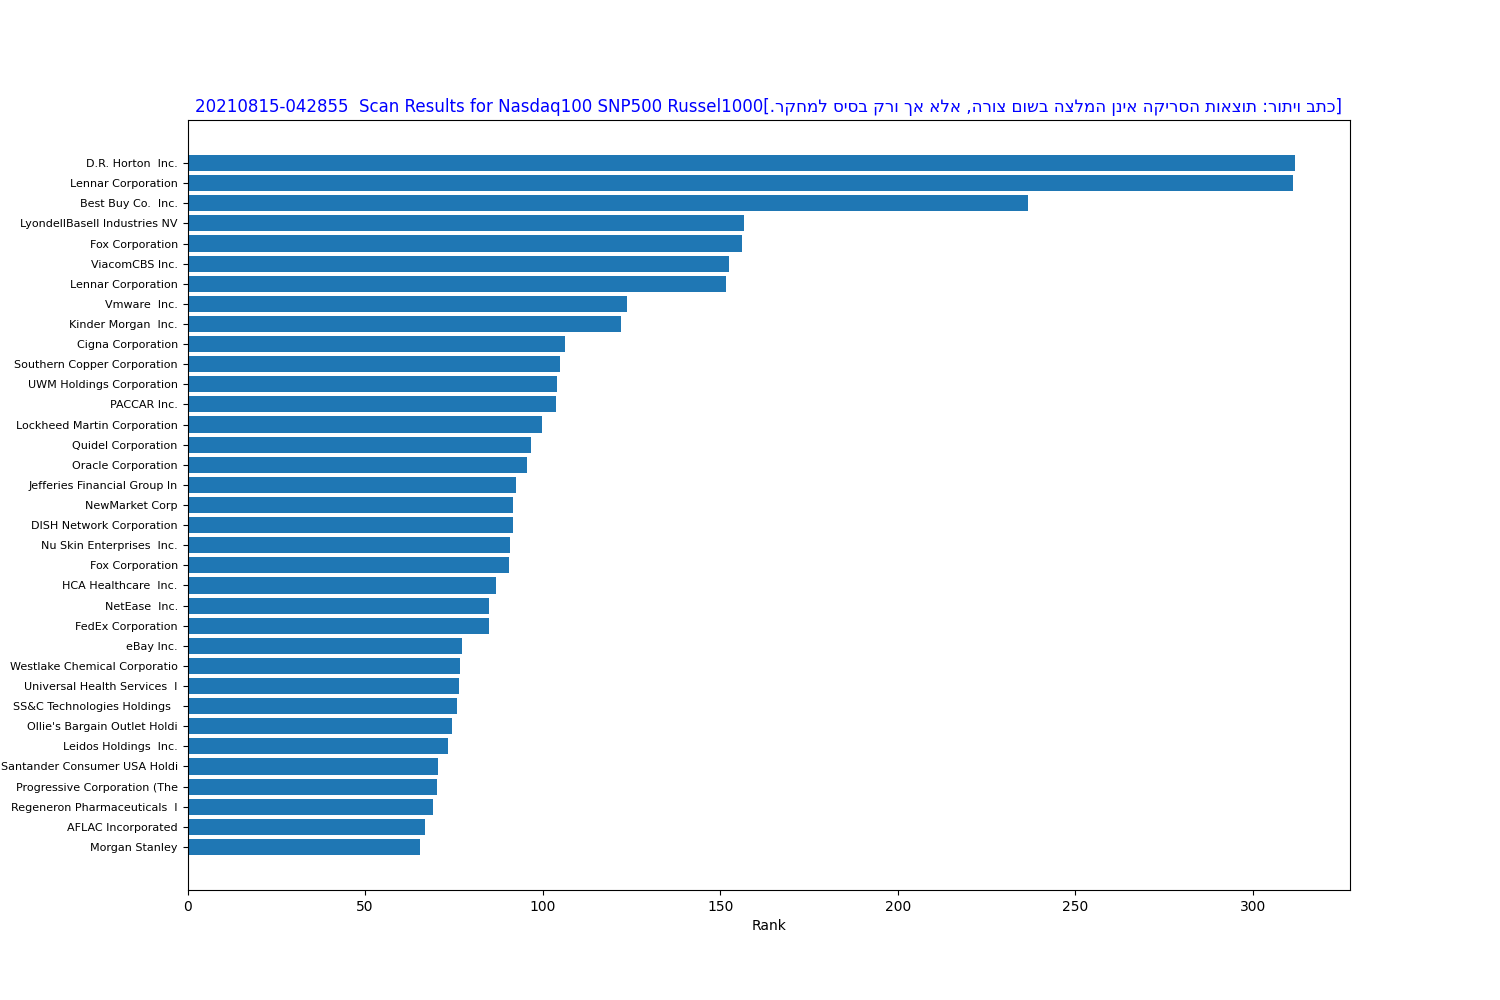 20210815-042855  Scan Results for Nasdaq100 SNP500 Russel1000[כתב ויתור: תוצאות הסריקה אינן המלצה בשום צורה, אלא אך ורק בסיס למחקר.]
D.R. Horton  Inc.
Lennar Corporation
Best Buy Co.  Inc.
LyondellBasell Industries NV
Fox Corporation
ViacomCBS Inc.
Lennar Corporation
Vmware  Inc.
Kinder Morgan  Inc.
Cigna Corporation
Southern Copper Corporation
UWM Holdings Corporation
PACCAR Inc.
Lockheed Martin Corporation
Quidel Corporation
Oracle Corporation
Jefferies Financial Group In
NewMarket Corp
DISH Network Corporation
Nu Skin Enterprises  Inc.
Fox Corporation
HCA Healthcare  Inc.
NetEase  Inc.
FedEx Corporation
eBay Inc.
Westlake Chemical Corporatio
Universal Health Services  I
SS&C Technologies Holdings
Ollie's Bargain Outlet Holdi
Leidos Holdings  Inc.
Santander Consumer USA Holdi
Progressive Corporation (The
Regeneron Pharmaceuticals  I
AFLAC Incorporated
Morgan Stanley
0 50 100 150 200 250 300
Rank